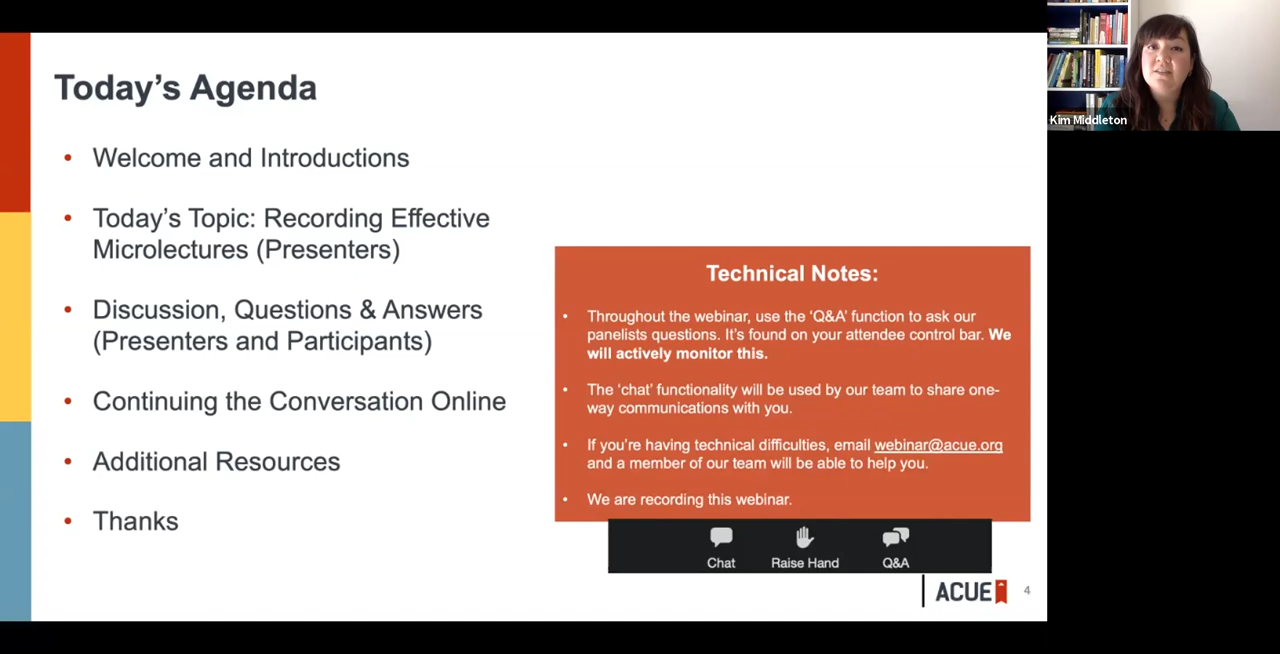 Today's Agenda
• Welcome and Introductions
• Today's Topic: Recording Effective
Microlectures (Presenters)
• Discussion, Questions & Answers
(Presenters and Participants)
• Continuing the Conversation Online
• Additional Resources
• Thanks
Technical Notes:
• Throughout the webinar, use the 'Q&A' function to ask our
panelists questions. It's found on your attendee control bar. We
will actively monitor this.
• The 'chat' functionality will be used by our team to share one-
way communications with you.
• If you're having technical difficulties, email webinar@acue.org
and a member of our team will be able to help you.
• We are recording this webinar.
Chat Raise Hand Q&A
ACUE 4
Kim Middleton